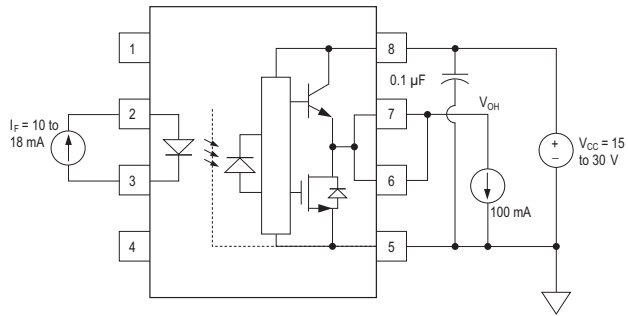 1
8
0.1 µF
I_F = 10 to
18 mA
2
7
V_OH
V_CC = 15
to 30 V
+
–
3
6
100 mA
4
5